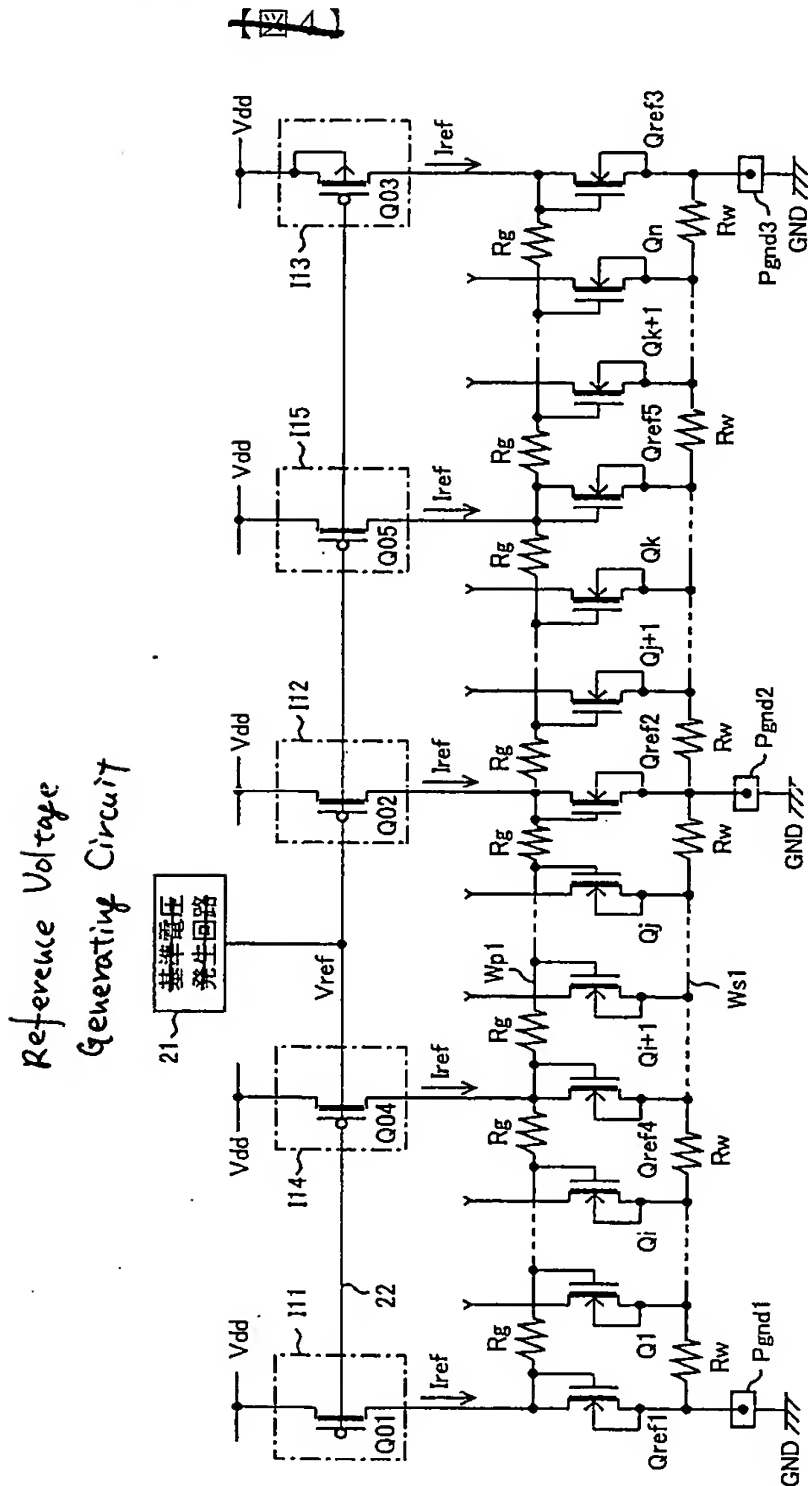 【図4】
Reference Voltage
Generating Circuit
21
基準電圧
発生回路
Vref
Vdd Vdd Vdd Vdd Vdd
I11 I14 I12 I15 I13
Q01 22 Q04 Q02 Q05 Q03
Iref Iref Iref Iref Iref
Rg Rg Rg Wp1 Rg Rg Rg Rg Rg
Qref1 Q1 Qi Qref4 Qi+1 Qj Qref2 Qj+1 Qk Qref5 Qk+1 Qn Qref3
Rw Rw Ws1 Rw Rw Rw Rw
Pgnd1 Pgnd2 Pgnd3
GND GND GND